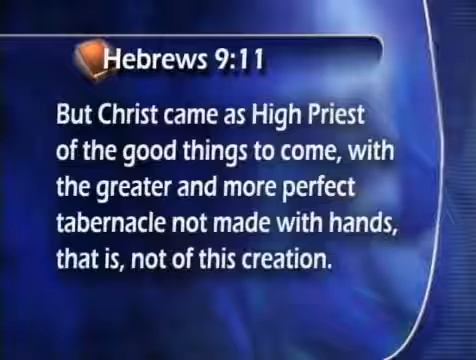 Hebrews 9:11
But Christ came as High Priest
of the good things to come, with
the greater and more perfect
tabernacle not made with hands,
that is, not of this creation.